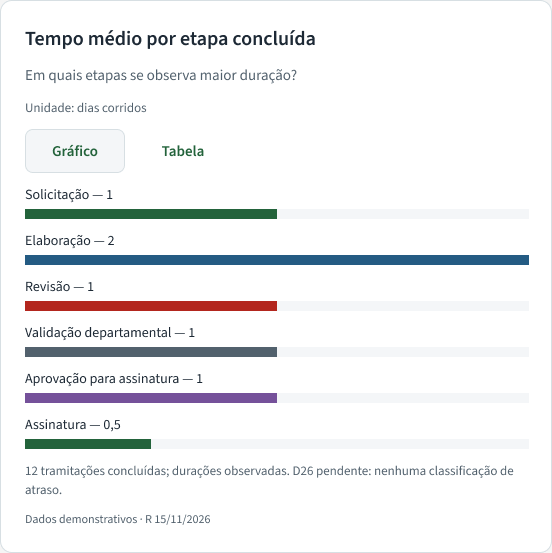 Tempo médio por etapa concluída
Em quais etapas se observa maior duração?
Unidade: dias corridos
Gráfico Tabela
Solicitação — 1
Elaboração — 2
Revisão — 1
Validação departamental — 1
Aprovação para assinatura — 1
Assinatura — 0,5
12 tramitações concluídas; durações observadas. D26 pendente: nenhuma classificação de
atraso.
Dados demonstrativos · R 15/11/2026